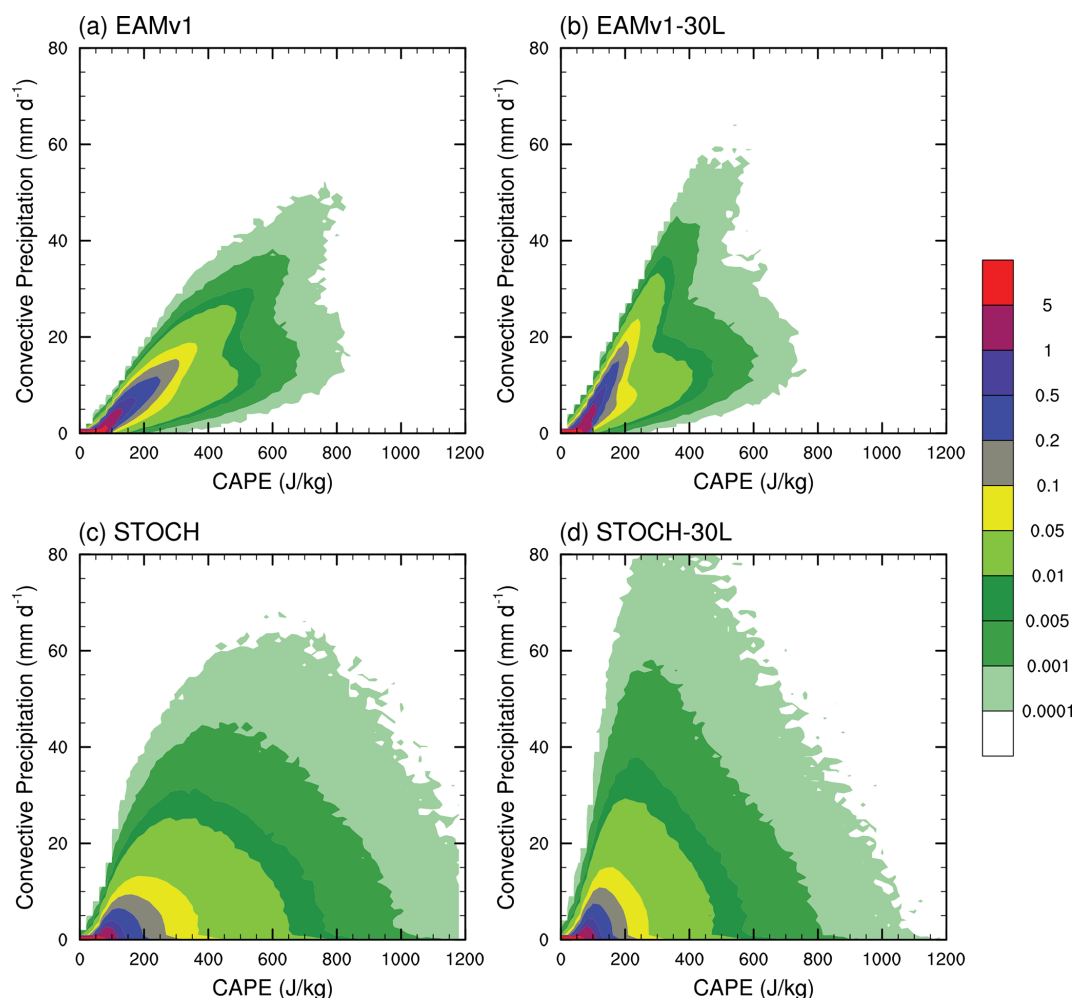 (a) EAMv1
(b) EAMv1-30L
80
60
40
20
0
Convective Precipitation (mm d-1)
0 200 400 600 800 1000 1200
CAPE (J/kg)
80
60
40
20
0
Convective Precipitation (mm d-1)
0 200 400 600 800 1000 1200
CAPE (J/kg)
(c) STOCH
(d) STOCH-30L
80
60
40
20
0
Convective Precipitation (mm d-1)
0 200 400 600 800 1000 1200
CAPE (J/kg)
80
60
40
20
0
Convective Precipitation (mm d-1)
0 200 400 600 800 1000 1200
CAPE (J/kg)
5
1
0.5
0.2
0.1
0.05
0.01
0.005
0.001
0.0001